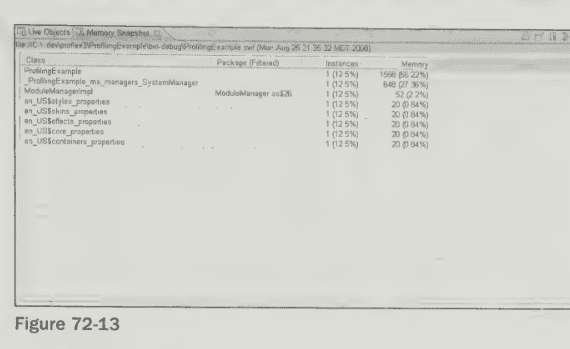 Live Objects Memory Snapshot
file://C:\ dev\proflex3\ProfilingExample\bin-debug\ProfilingExample swf (Mon Aug 25 21 35 32 MDT 2008)
Class Package (Filtered) Instances Memory
ProfilingExample 1 (12 5%) 1568 (66 22%)
_ProfilingExample_mx_managers_SystemManager 1 (12 5%) 648 (27 36%)
ModuleManagerImpl ModuleManager as$26 1 (12 5%) 52 (2 2%)
en_US$styles_properties 1 (12 5%) 20 (0 84%)
en_US$skins_properties 1 (12 5%) 20 (0 84%)
en_US$effects_properties 1 (12 5%) 20 (0 84%)
en_US$core_properties 1 (12 5%) 20 (0 84%)
en_US$containers_properties 1 (12 5%) 20 (0 84%)
Figure 72-13